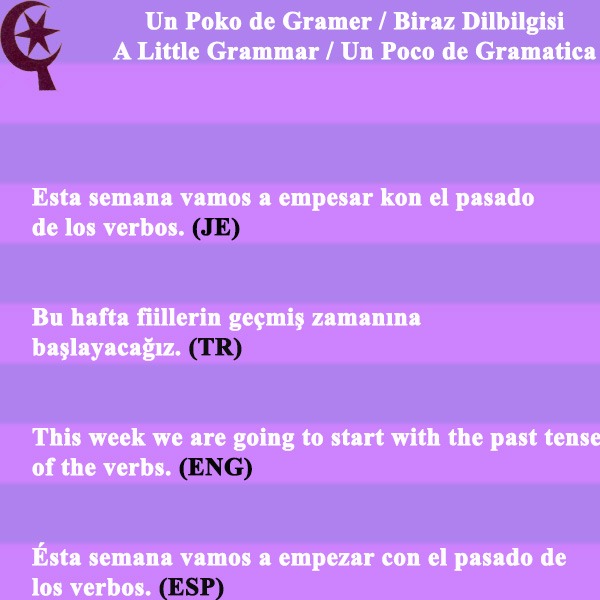 Un Poko de Gramer / Biraz Dilbilgisi
A Little Grammar / Un Poco de Gramatica
Esta semana vamos a empesar kon el pasado
de los verbos. (JE)
Bu hafta fiillerin geçmiş zamanına
başlayacağız. (TR)
This week we are going to start with the past tense
of the verbs. (ENG)
Ésta semana vamos a empezar con el pasado de
los verbos. (ESP)